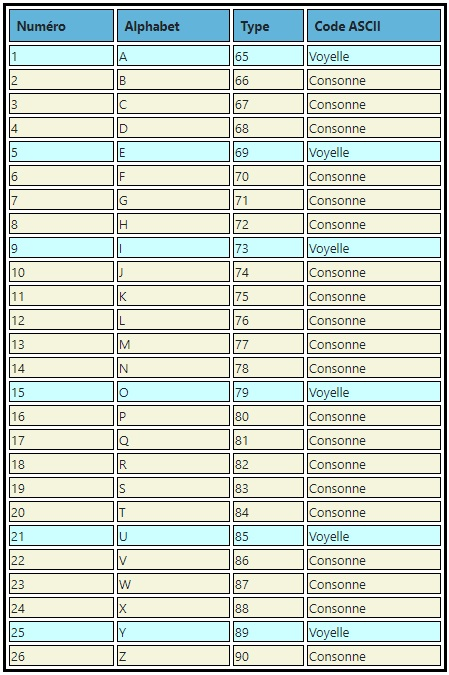 Numéro Alphabet Type Code ASCII
1 A 65 Voyelle
2 B 66 Consonne
3 C 67 Consonne
4 D 68 Consonne
5 E 69 Voyelle
6 F 70 Consonne
7 G 71 Consonne
8 H 72 Consonne
9 I 73 Voyelle
10 J 74 Consonne
11 K 75 Consonne
12 L 76 Consonne
13 M 77 Consonne
14 N 78 Consonne
15 O 79 Voyelle
16 P 80 Consonne
17 Q 81 Consonne
18 R 82 Consonne
19 S 83 Consonne
20 T 84 Consonne
21 U 85 Voyelle
22 V 86 Consonne
23 W 87 Consonne
24 X 88 Consonne
25 Y 89 Voyelle
26 Z 90 Consonne